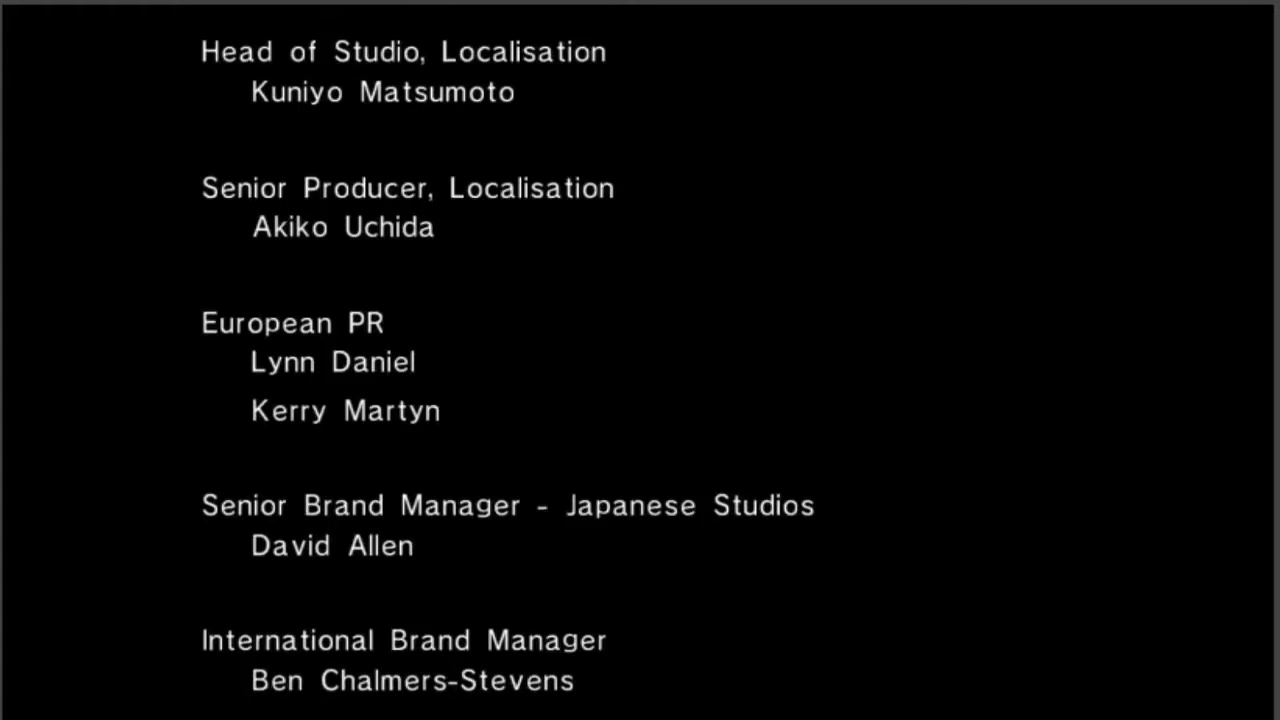 Head of Studio, Localisation
Kuniyo Matsumoto
Senior Producer, Localisation
Akiko Uchida
European PR
Lynn Daniel
Kerry Martyn
Senior Brand Manager - Japanese Studios
David Allen
International Brand Manager
Ben Chalmers-Stevens